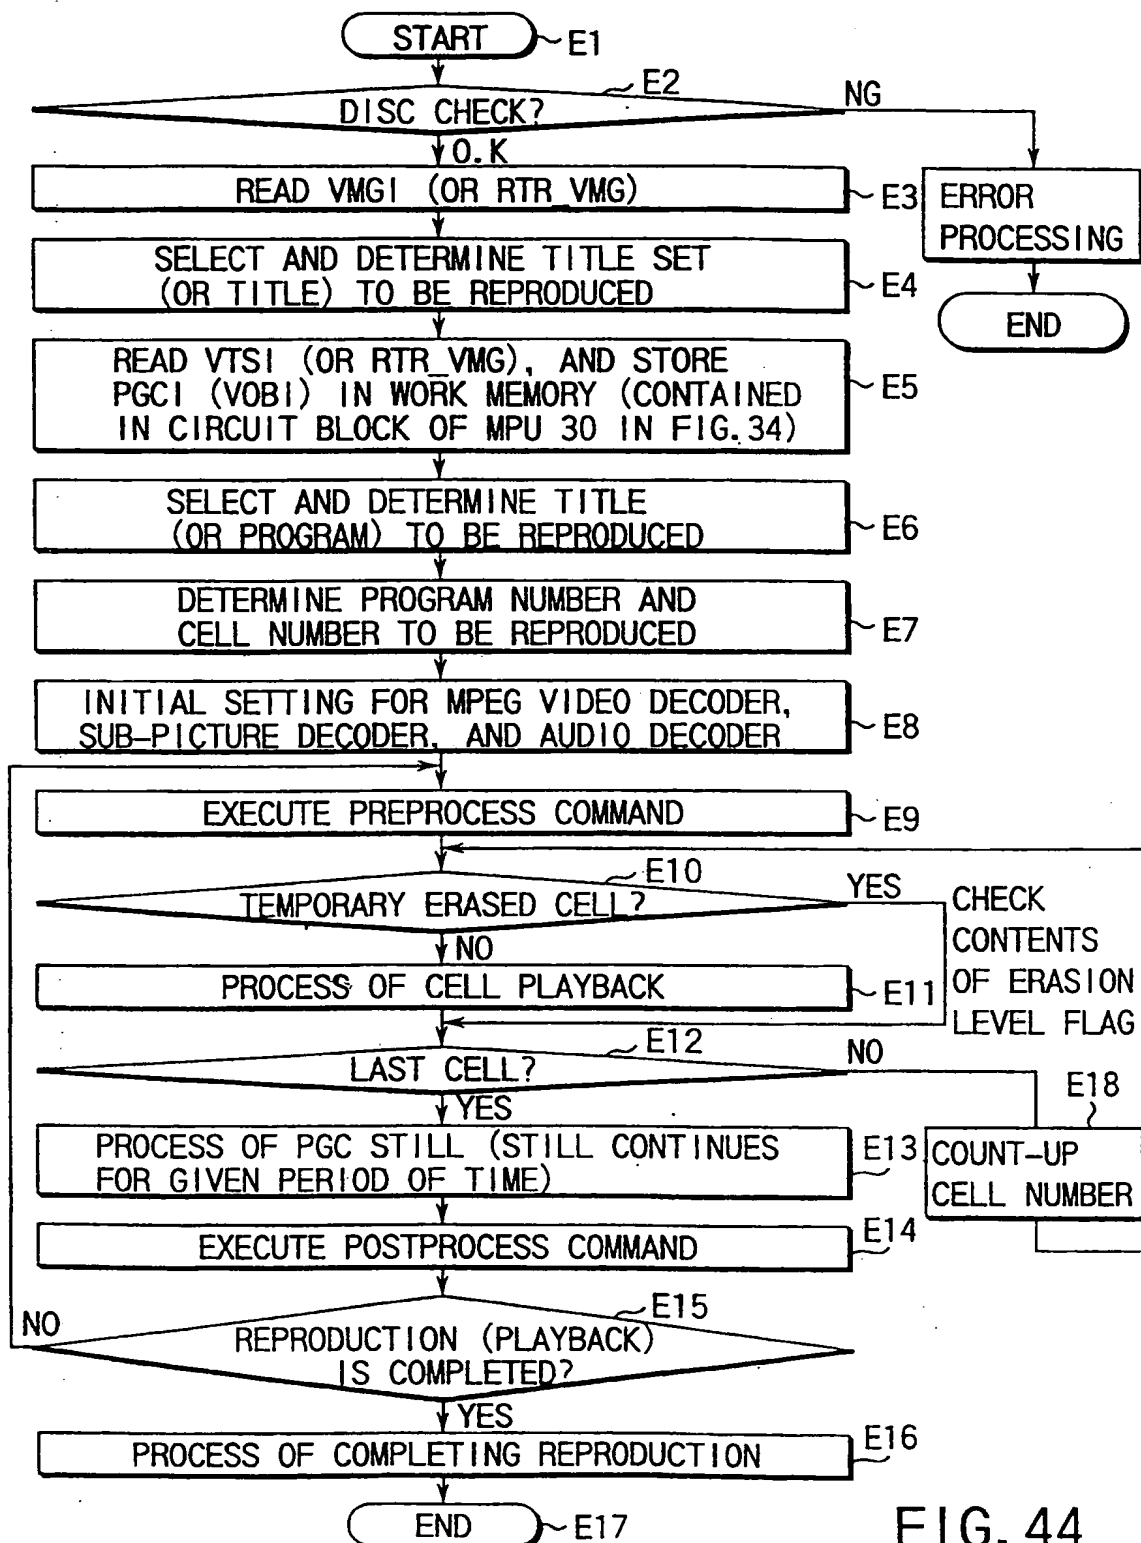 START
E1
E2
DISC CHECK?
NG
O.K
READ VMGI (OR RTR_VMG)
E3
ERROR
PROCESSING
END
SELECT AND DETERMINE TITLE SET
(OR TITLE) TO BE REPRODUCED
E4
READ VTSI (OR RTR_VMG), AND STORE
PGCI (VOBI) IN WORK MEMORY (CONTAINED
IN CIRCUIT BLOCK OF MPU 30 IN FIG.34)
E5
SELECT AND DETERMINE TITLE
(OR PROGRAM) TO BE REPRODUCED
E6
DETERMINE PROGRAM NUMBER AND
CELL NUMBER TO BE REPRODUCED
E7
INITIAL SETTING FOR MPEG VIDEO DECODER,
SUB-PICTURE DECODER, AND AUDIO DECODER
E8
EXECUTE PREPROCESS COMMAND
E9
E10
TEMPORARY ERASED CELL?
YES
CHECK
CONTENTS
OF ERASION
LEVEL FLAG
NO
PROCESS OF CELL PLAYBACK
E11
E12
LAST CELL?
NO
YES
E18
COUNT-UP
CELL NUMBER
PROCESS OF PGC STILL (STILL CONTINUES
FOR GIVEN PERIOD OF TIME)
E13
EXECUTE POSTPROCESS COMMAND
E14
E15
NO
REPRODUCTION (PLAYBACK)
IS COMPLETED?
YES
PROCESS OF COMPLETING REPRODUCTION
E16
END
E17
FIG. 44